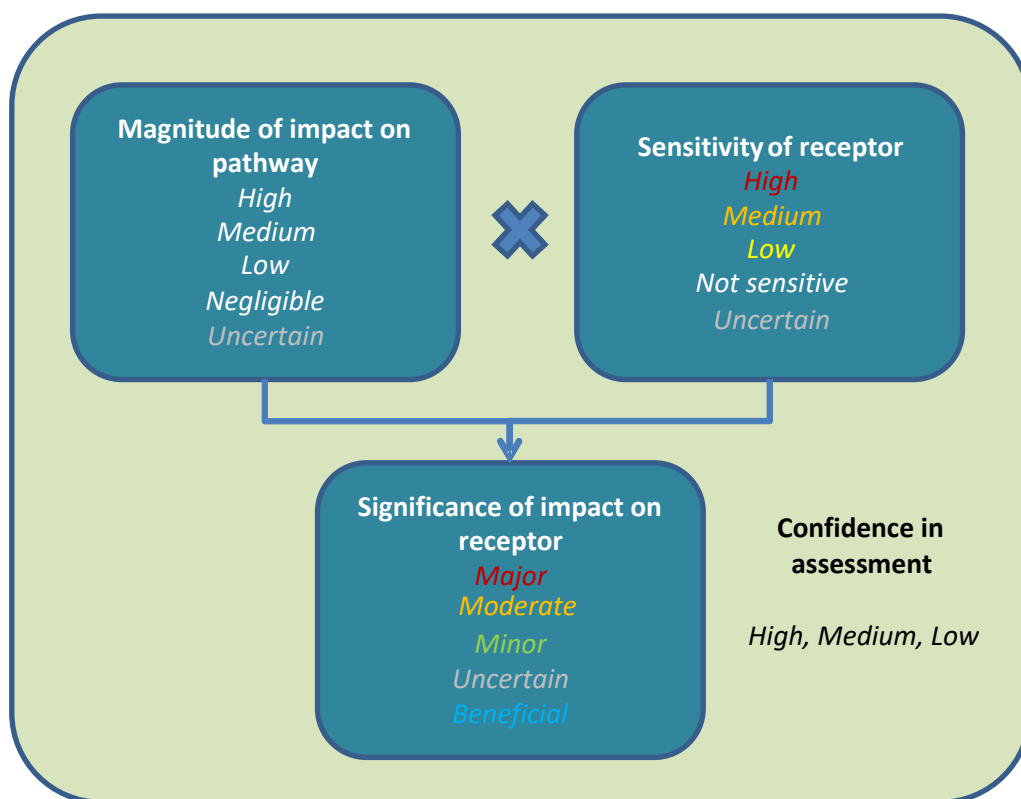 Magnitude of impact on
pathway
High
Medium
Low
Negligible
Uncertain
Sensitivity of receptor
High
Medium
Low
Not sensitive
Uncertain
Significance of impact on
receptor
Major
Moderate
Minor
Uncertain
Beneficial
Confidence in
assessment
High, Medium, Low